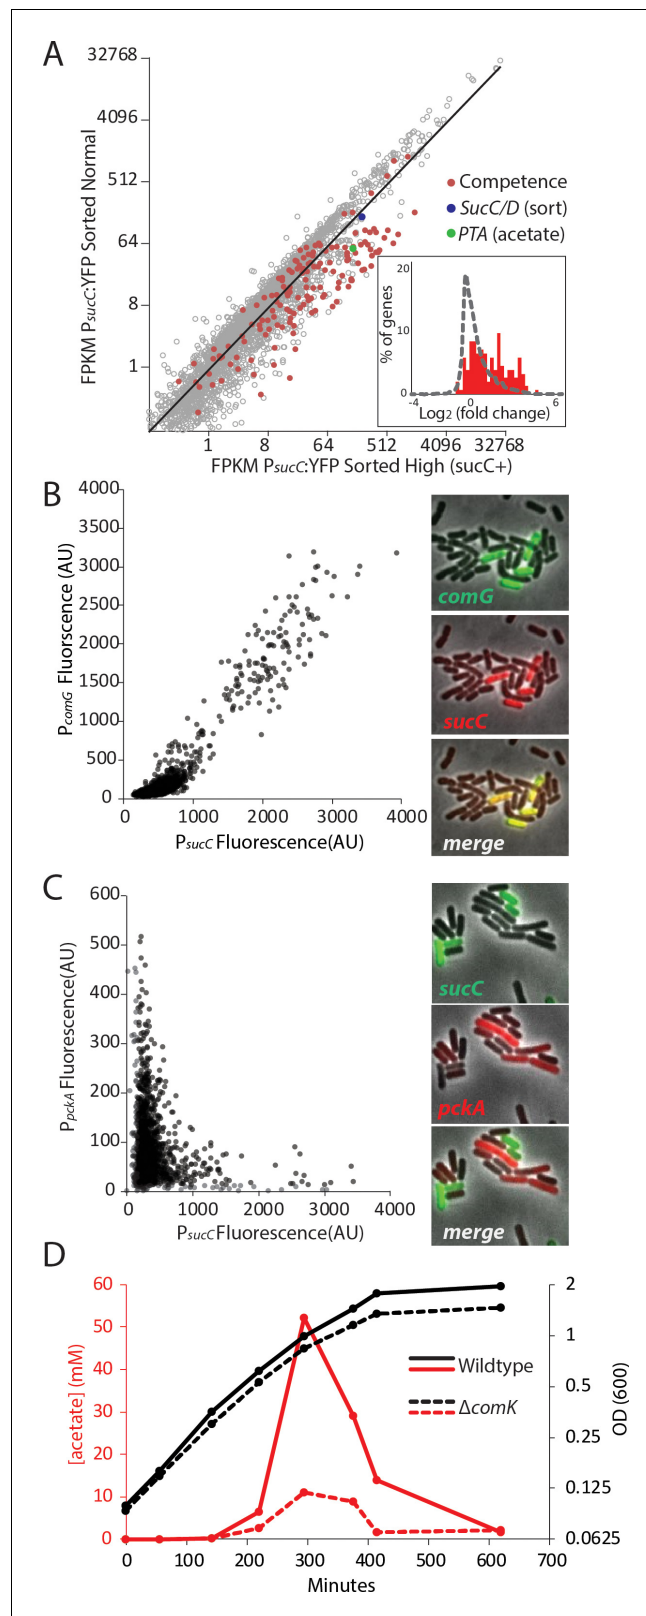 A
32768
4096
512
64
8
1
FPKM PsucC:YFP Sorted Normal
Competence
SucC/D (sort)
PTA (acetate)
20
10
0
% of genes
-4 0 6
Log2 (fold change)
1 8 64 512 4096 32768
FPKM PsucC:YFP Sorted High (sucC+)
B
4000
3500
3000
2500
2000
1500
1000
500
0
PcomG Fluorscence (AU)
0 1000 2000 3000 4000
PsucC Fluorescence(AU)
comG
sucC
merge
C
600
500
400
300
200
100
0
PpckA Fluorescence(AU)
0 1000 2000 3000 4000
PsucC Fluorescence(AU)
sucC
pckA
merge
D
60
50
40
30
20
10
0
[acetate] (mM)
2
1
0.5
0.25
0.125
0.0625
OD (600)
Wildtype
ΔcomK
0 100 200 300 400 500 600 700
Minutes